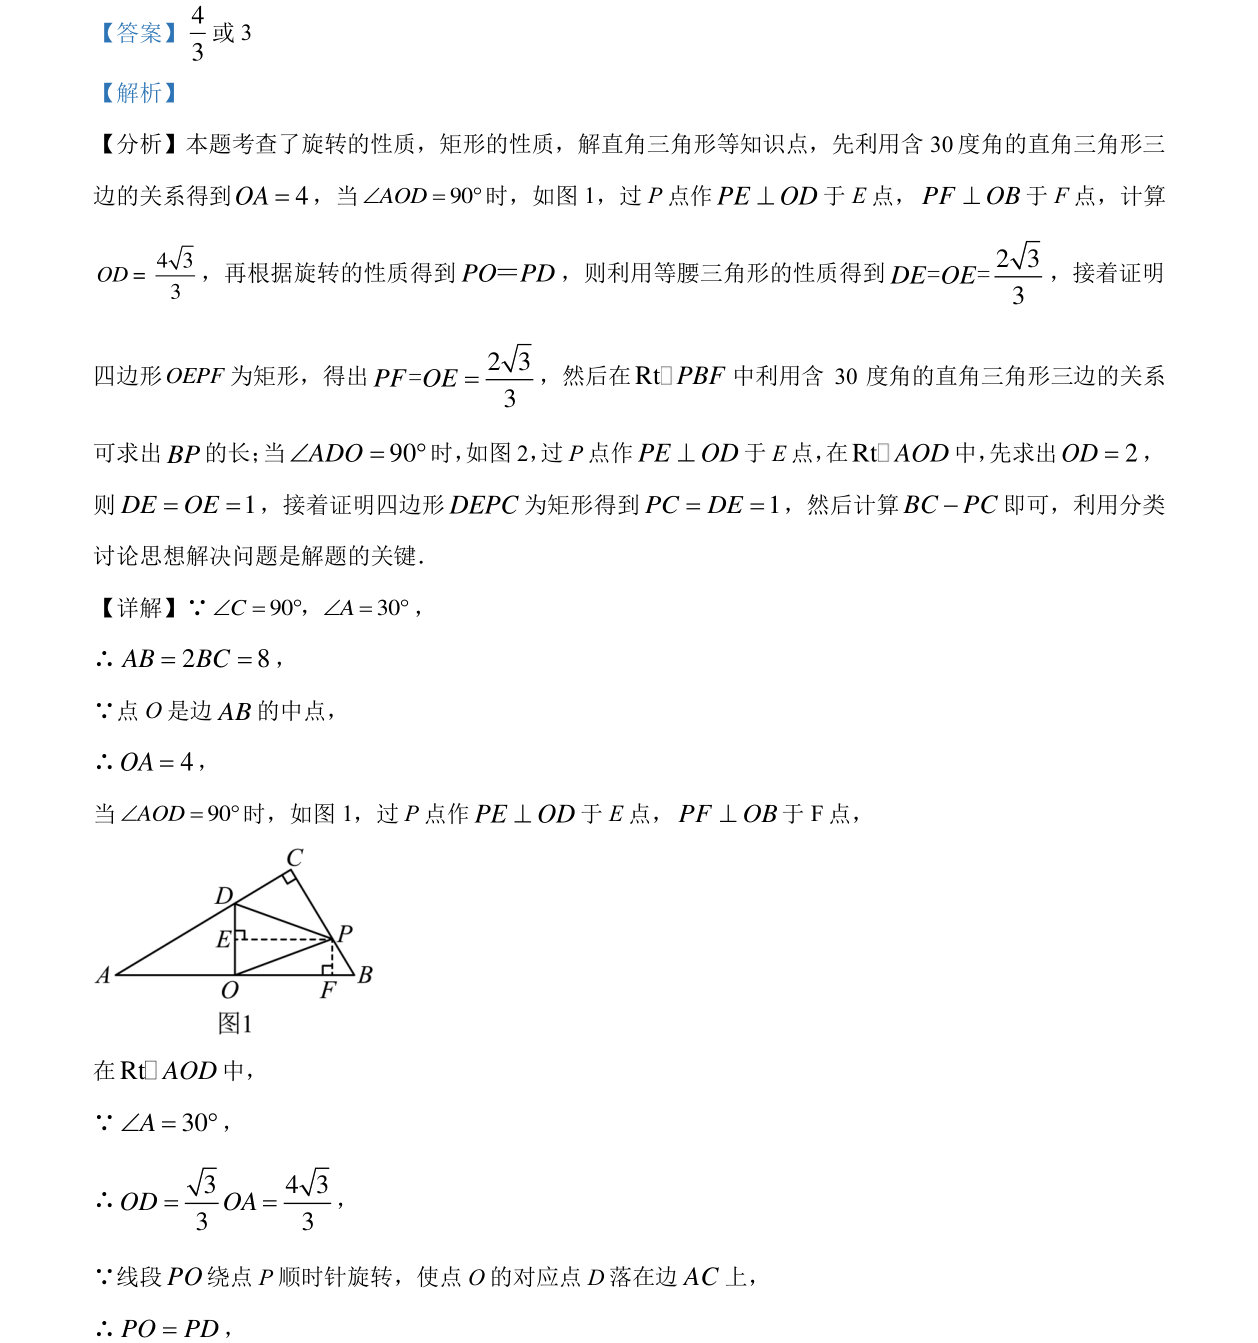 【答案】4/3 或 3
【解析】
【分析】本题考查了旋转的性质，矩形的性质，解直角三角形等知识点，先利用含 30 度角的直角三角形三
边的关系得到 OA = 4，当 ∠AOD = 90° 时，如图 1，过 P 点作 PE ⊥ OD 于 E 点， PF ⊥ OB 于 F 点，计算
OD = 4√3/3，再根据旋转的性质得到 PO＝PD，则利用等腰三角形的性质得到 DE=OE= 2√3/3，接着证明
四边形 OEPF 为矩形，得出 PF=OE = 2√3/3，然后在 Rt□ PBF 中利用含 30 度角的直角三角形三边的关系
可求出 BP 的长；当 ∠ADO = 90° 时，如图 2，过 P 点作 PE ⊥ OD 于 E 点，在 Rt□ AOD 中，先求出 OD = 2，
则 DE = OE = 1，接着证明四边形 DEPC 为矩形得到 PC = DE = 1，然后计算 BC − PC 即可，利用分类
讨论思想解决问题是解题的关键．
【详解】∵ ∠C = 90°，∠A = 30°，
∴ AB = 2BC = 8，
∵点 O 是边 AB 的中点，
∴ OA = 4，
当 ∠AOD = 90° 时，如图 1，过 P 点作 PE ⊥ OD 于 E 点， PF ⊥ OB 于 F 点，
C
D
E
P
A
O
F
B
图1
在 Rt□ AOD 中，
∵ ∠A = 30°，
∴ OD = √3/3 OA = 4√3/3，
∵线段 PO 绕点 P 顺时针旋转，使点 O 的对应点 D 落在边 AC 上，
∴ PO = PD，